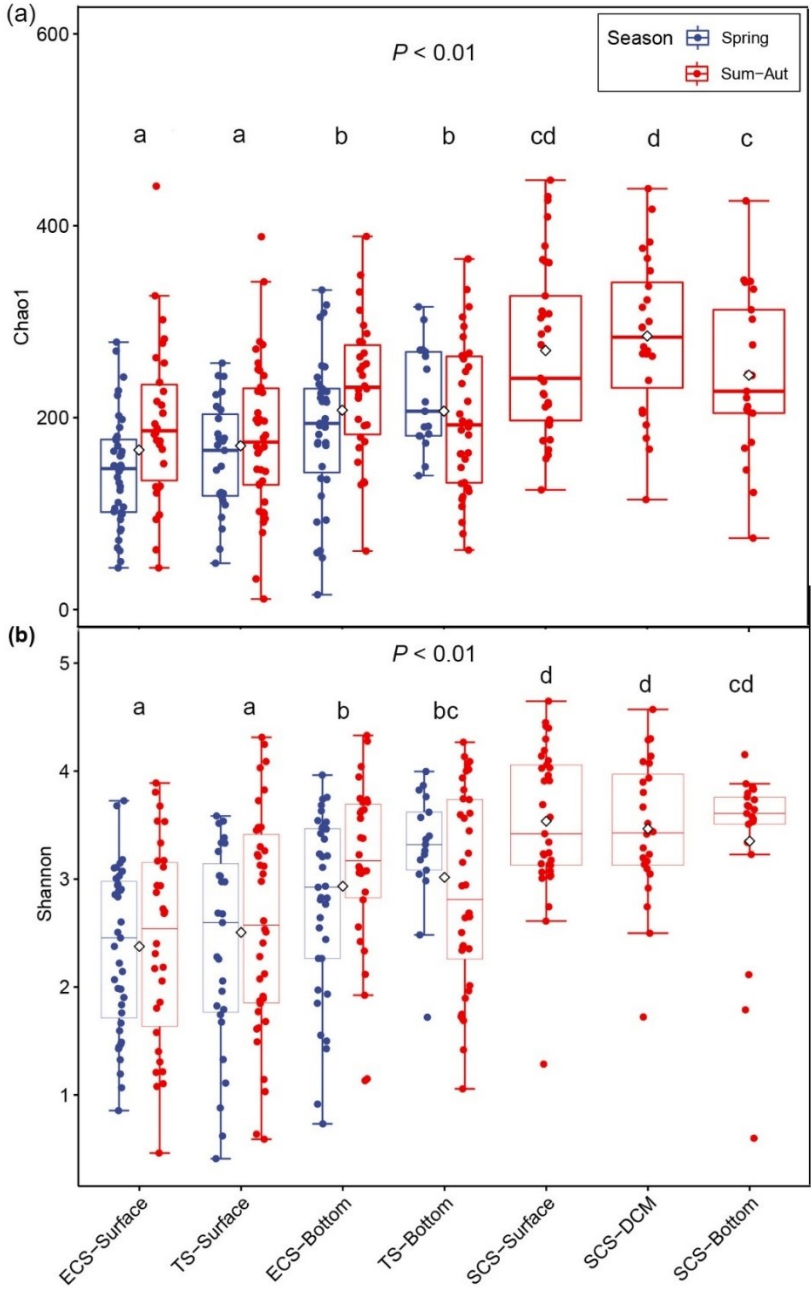 (a)
600
P < 0.01
Season
Spring
Sum-Aut
a a b b cd d c
400
Chao1
200
0
(b)
5
P < 0.01
a a b bc d d cd
4
Shannon
3
2
1
ECS-Surface
TS-Surface
ECS-Bottom
TS-Bottom
SCS-Surface
SCS-DCM
SCS-Bottom